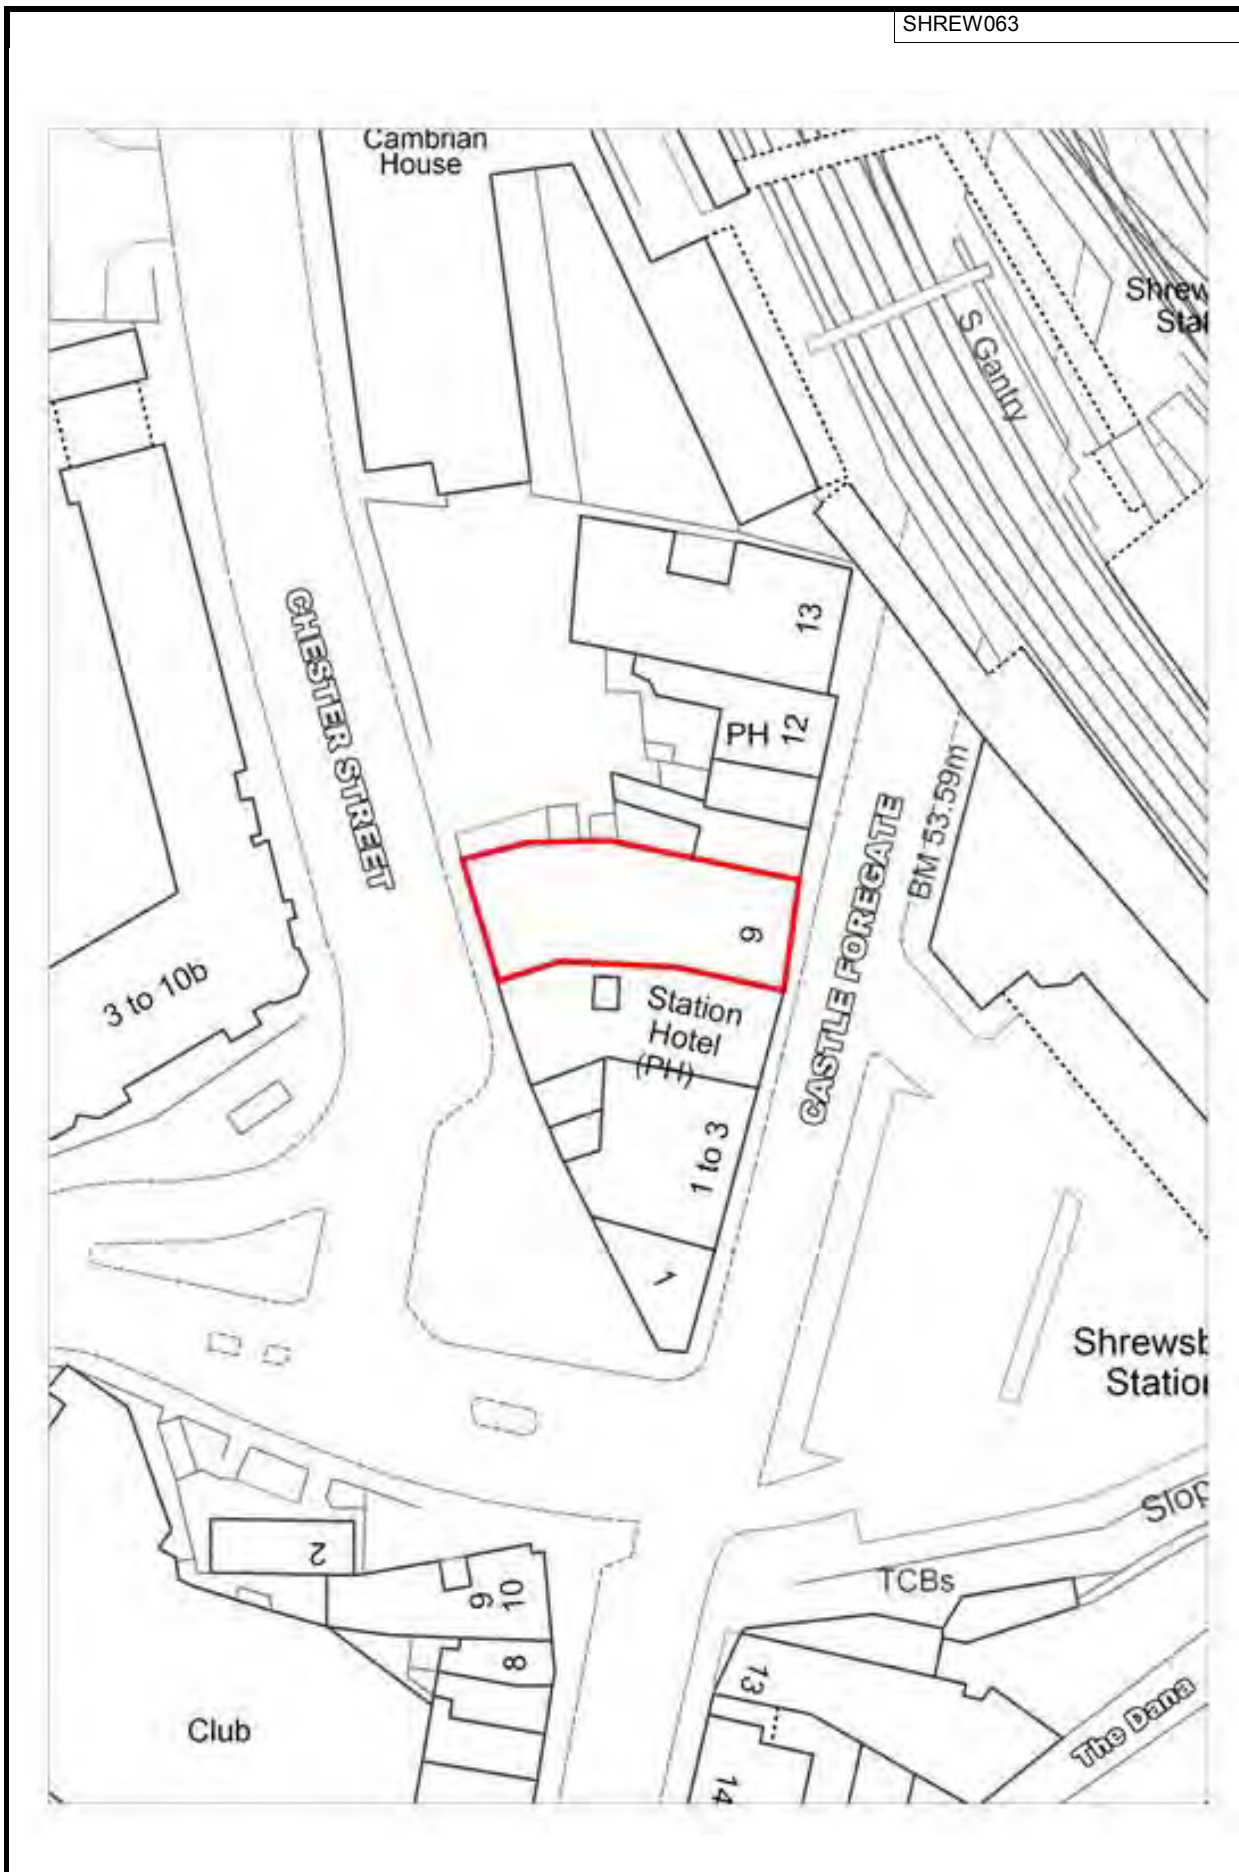 SHREW063
Cambrian
House
Shrew
Stat
S Gantry
CHESTER STREET
13
PH 12
BM 53.59m
CASTLE FOREGATE
9
3 to 10b
Station
Hotel
(PH)
1 to 3
1
Shrewsb
Station
Slop
2
TCBs
9
10
8
13
The Dana
Club
14